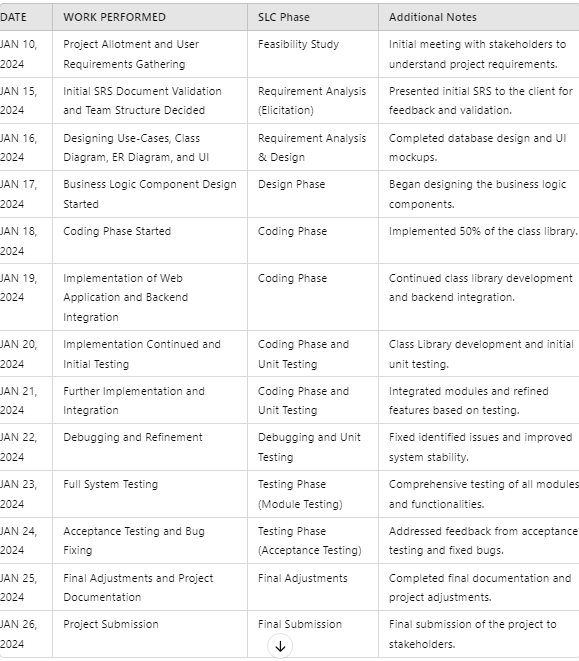 DATE WORK PERFORMED SLC Phase Additional Notes
JAN 10, Project Allotment and User Feasibility Study Initial meeting with stakeholders to
2024 Requirements Gathering understand project requirements.
JAN 15, Initial SRS Document Validation Requirement Analysis Presented initial SRS to the client for
2024 and Team Structure Decided (Elicitation) feedback and validation.
JAN 16, Designing Use-Cases, Class Requirement Analysis Completed database design and UI
2024 Diagram, ER Diagram, and UI & Design mockups.
JAN 17, Business Logic Component Design Design Phase Began designing the business logic
2024 Started components.
JAN 18, Coding Phase Started Coding Phase Implemented 50% of the class library.
2024
JAN 19, Implementation of Web Coding Phase Continued class library development
2024 Application and Backend and backend integration.
Integration
JAN 20, Implementation Continued and Coding Phase and Class Library development and initial
2024 Initial Testing Unit Testing unit testing.
JAN 21, Further Implementation and Coding Phase and Integrated modules and refined
2024 Integration Unit Testing features based on testing.
JAN 22, Debugging and Refinement Debugging and Unit Fixed identified issues and improved
2024 Testing system stability.
JAN 23, Full System Testing Testing Phase Comprehensive testing of all modules
2024 (Module Testing) and functionalities.
JAN 24, Acceptance Testing and Bug Testing Phase Addressed feedback from acceptance
2024 Fixing (Acceptance Testing) testing and fixed bugs.
JAN 25, Final Adjustments and Project Final Adjustments Completed final documentation and
2024 Documentation project adjustments.
JAN 26, Project Submission Final Submission Final submission of the project to
2024 stakeholders.